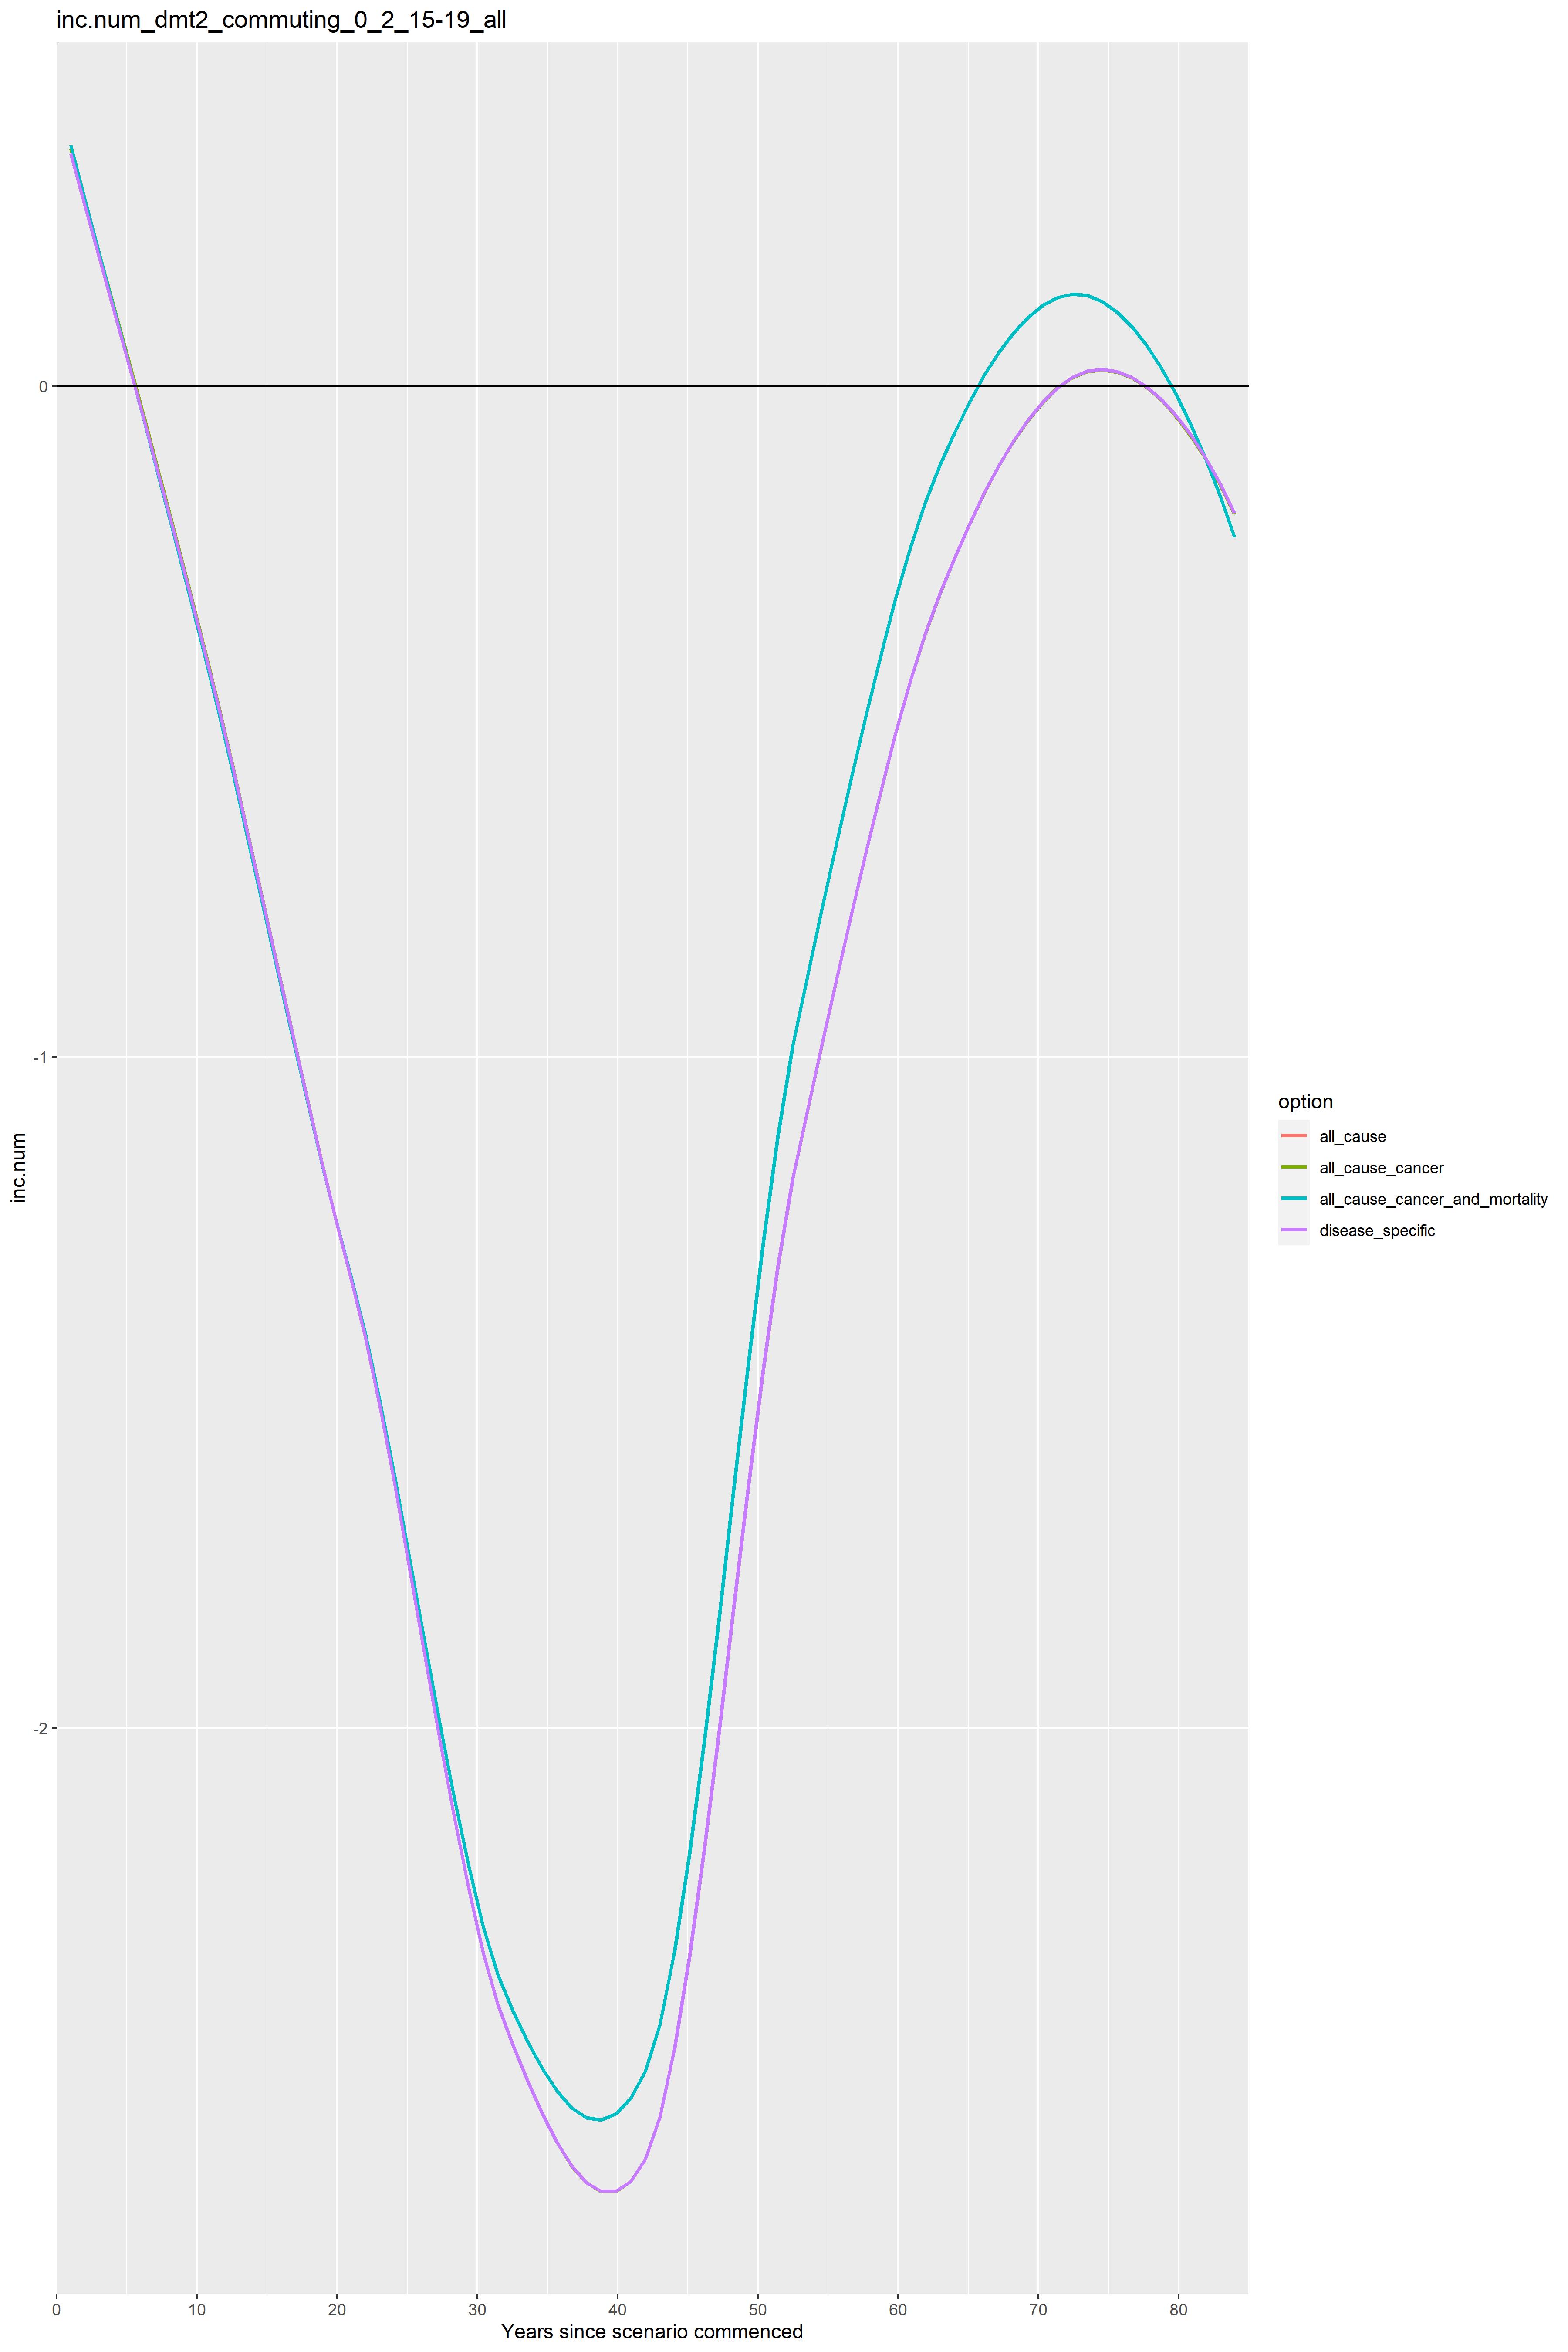 inc.num_dmt2_commuting_0_2_15-19_all
0
-1
-2
inc.num
0 10 20 30 40 50 60 70 80
Years since scenario commenced
option
all_cause
all_cause_cancer
all_cause_cancer_and_mortality
disease_specific